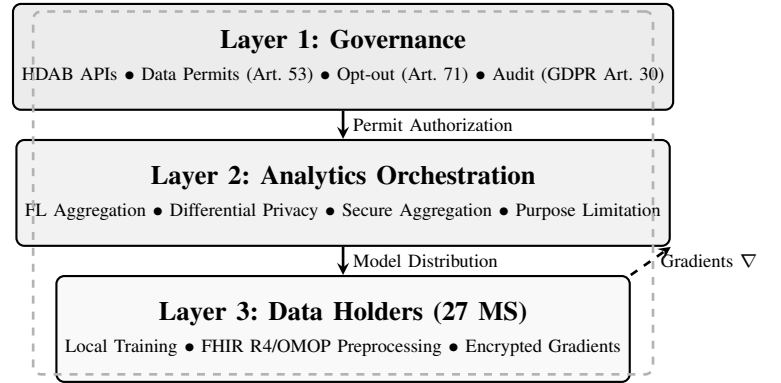 Layer 1: Governance
HDAB APIs ● Data Permits (Art. 53) ● Opt-out (Art. 71) ● Audit (GDPR Art. 30)
Permit Authorization
Layer 2: Analytics Orchestration
FL Aggregation ● Differential Privacy ● Secure Aggregation ● Purpose Limitation
Model Distribution
Gradients ∇
Layer 3: Data Holders (27 MS)
Local Training ● FHIR R4/OMOP Preprocessing ● Encrypted Gradients